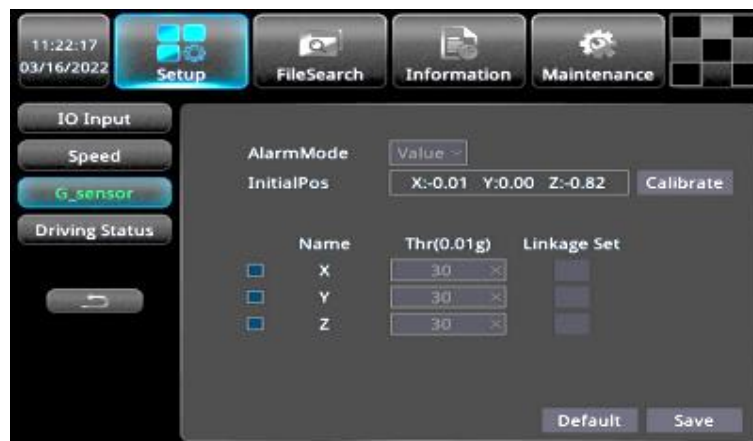 11:22:17
03/16/2022
Setup
FileSearch
Information
Maintenance
IO Input
Speed
G_sensor
Driving Status
AlarmMode Value
InitialPos X:-0.01 Y:0.00 Z:-0.82 Calibrate
Name Thr(0.01g) Linkage Set
X 30
Y 30
Z 30
Default Save